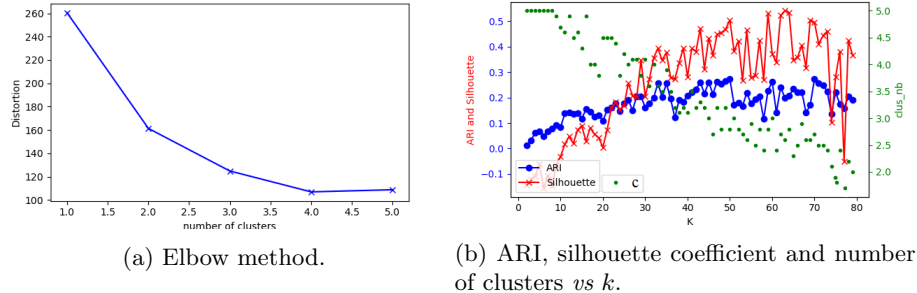 260
240
220
200
180
160
140
120
100
Distortion
1.0 1.5 2.0 2.5 3.0 3.5 4.0 4.5 5.0
number of clusters
(a) Elbow method.
0.5
0.4
0.3
0.2
0.1
0.0
−0.1
ARI and Silhouette
ARI
Silhouette
c
5.0
4.5
4.0
3.5
3.0
2.5
2.0
clus_nb
0 10 20 30 40 50 60 70 80
K
(b) ARI, silhouette coefficient and number
of clusters vs k.